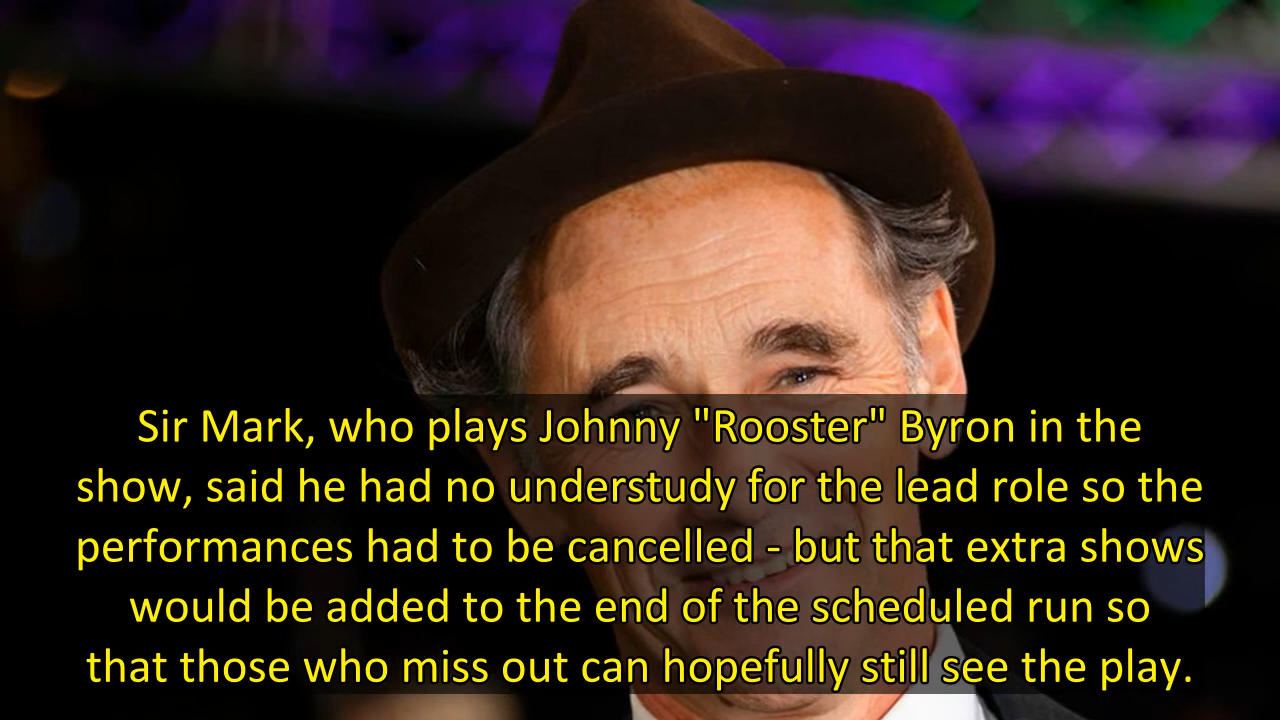 Sir Mark, who plays Johnny "Rooster" Byron in the
show, said he had no understudy for the lead role so the
performances had to be cancelled - but that extra shows
would be added to the end of the scheduled run so
that those who miss out can hopefully still see the play.